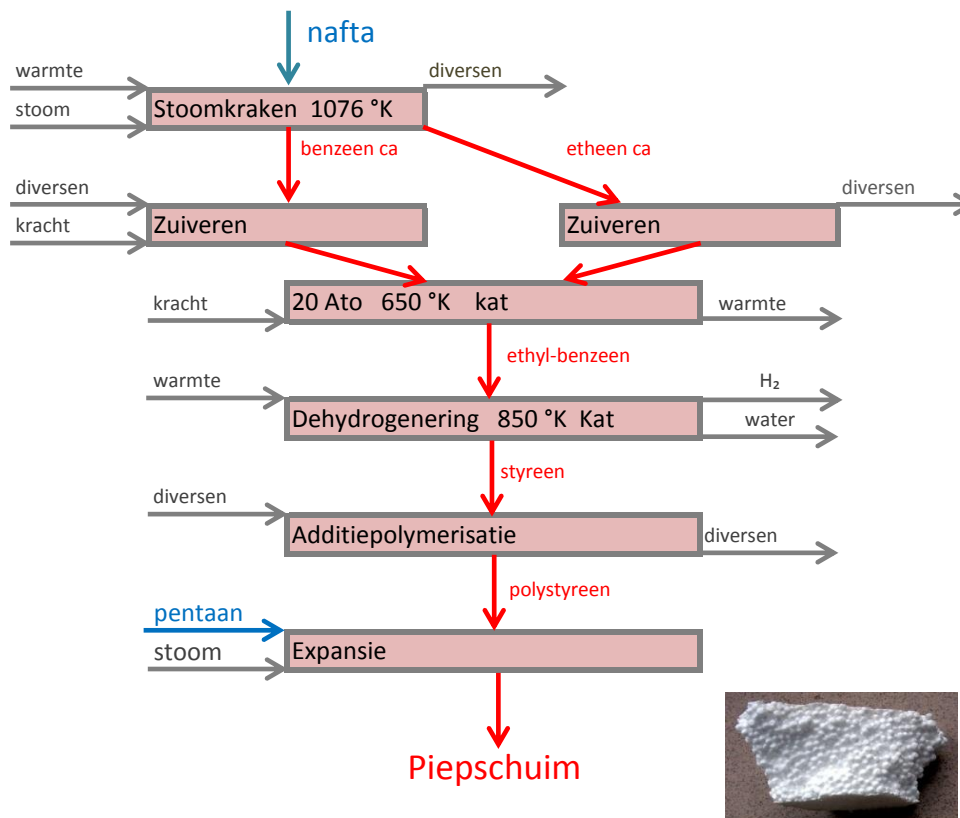 nafta
warmte
diversen
stoom
Stoomkraken 1076 °K
benzeen ca
etheen ca
diversen
diversen
kracht
Zuiveren
Zuiveren
kracht
20 Ato 650 °K kat
warmte
ethyl-benzeen
warmte
H₂
Dehydrogenering 850 °K Kat
water
styreen
diversen
Additiepolymerisatie
diversen
polystyreen
pentaan
stoom
Expansie
Piepschuim